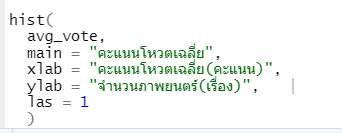 hist(
avg_vote,
main = "คะแนนโหวตเฉลี่ย",
xlab = "คะแนนโหวตเฉลี่ย(คะแนน)",
ylab = "จำนวนภาพยนตร์(เรื่อง)",
las = 1
)